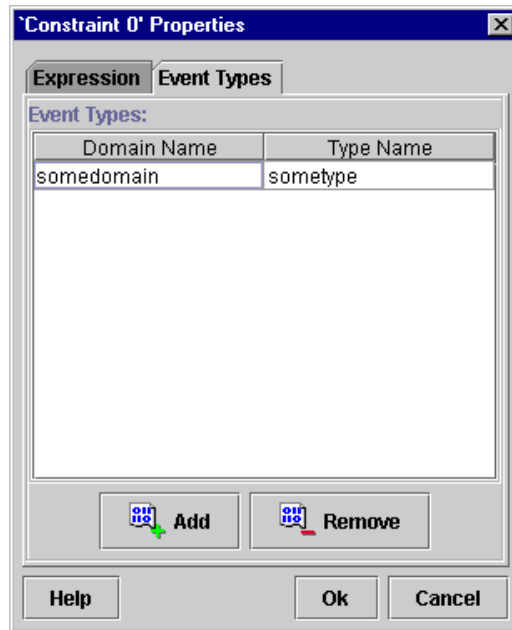 `Constraint 0' Properties
Expression Event Types
Event Types:
Domain Name Type Name
somedomain sometype
Add Remove
Help Ok Cancel